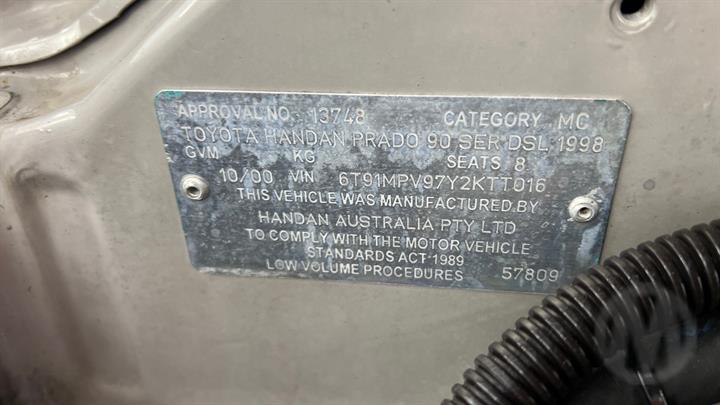 APPROVAL NO. 13748 CATEGORY MC
TOYOTA HANDAN PRADO 90 SER DSL, 1998
GVM KG SEATS 8
10/00 VIN 6T91MPV97Y2KTT016
THIS VEHICLE WAS MANUFACTURED BY
HANDAN AUSTRALIA PTY LTD
TO COMPLY WITH THE MOTOR VEHICLE
STANDARDS ACT 1989
LOW VOLUME PROCEDURES 57809